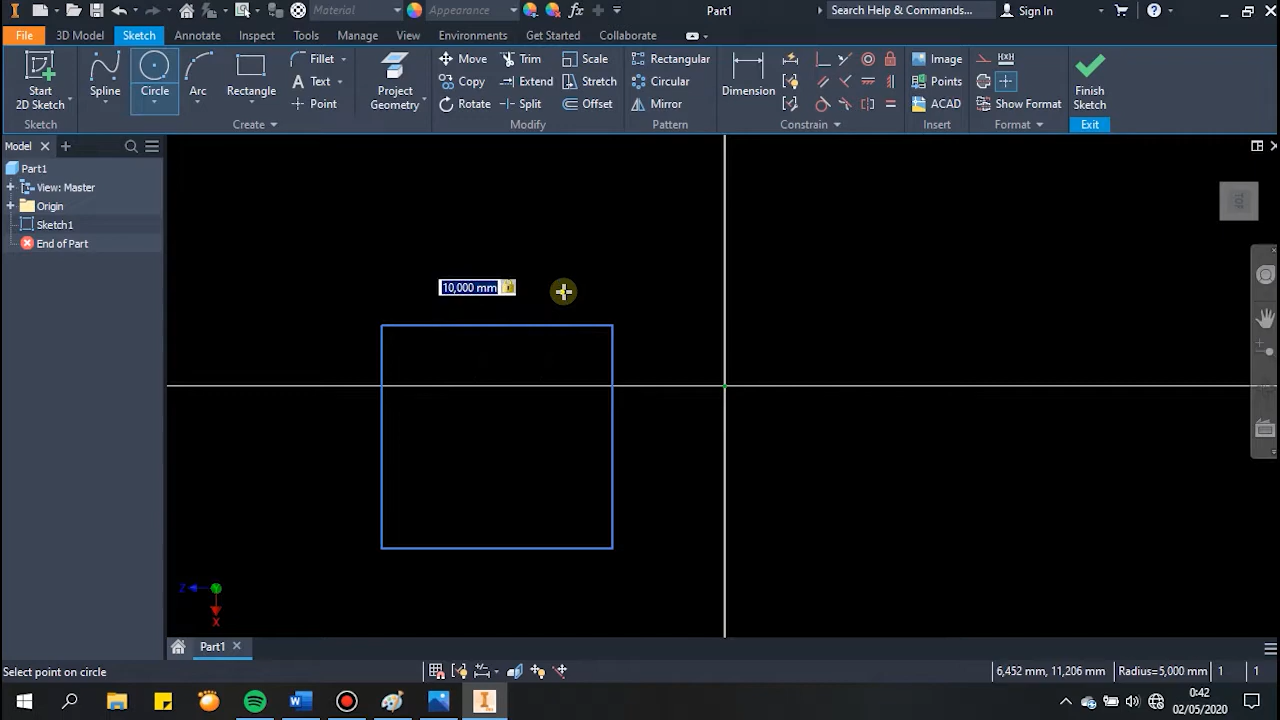 Material
Appearance
Part1
Search Help & Commands...
Sign In
File
3D Model
Sketch
Annotate
Inspect
Tools
Manage
View
Environments
Get Started
Collaborate
Start
2D Sketch
Spline
Circle
Arc
Rectangle
Fillet
Text
Point
Project
Geometry
Move
Copy
Rotate
Trim
Extend
Split
Scale
Stretch
Offset
Rectangular
Circular
Mirror
Dimension
Image
Points
ACAD
Show Format
Finish
Sketch
Sketch
Create
Modify
Pattern
Constrain
Insert
Format
Exit
Model
Part1
View: Master
Origin
Sketch1
End of Part
10,000 mm
TOP
Z
X
Part1
Select point on circle
6,452 mm, 11,206 mm
Radius=5,000 mm
1
1
0:42
02/05/2020